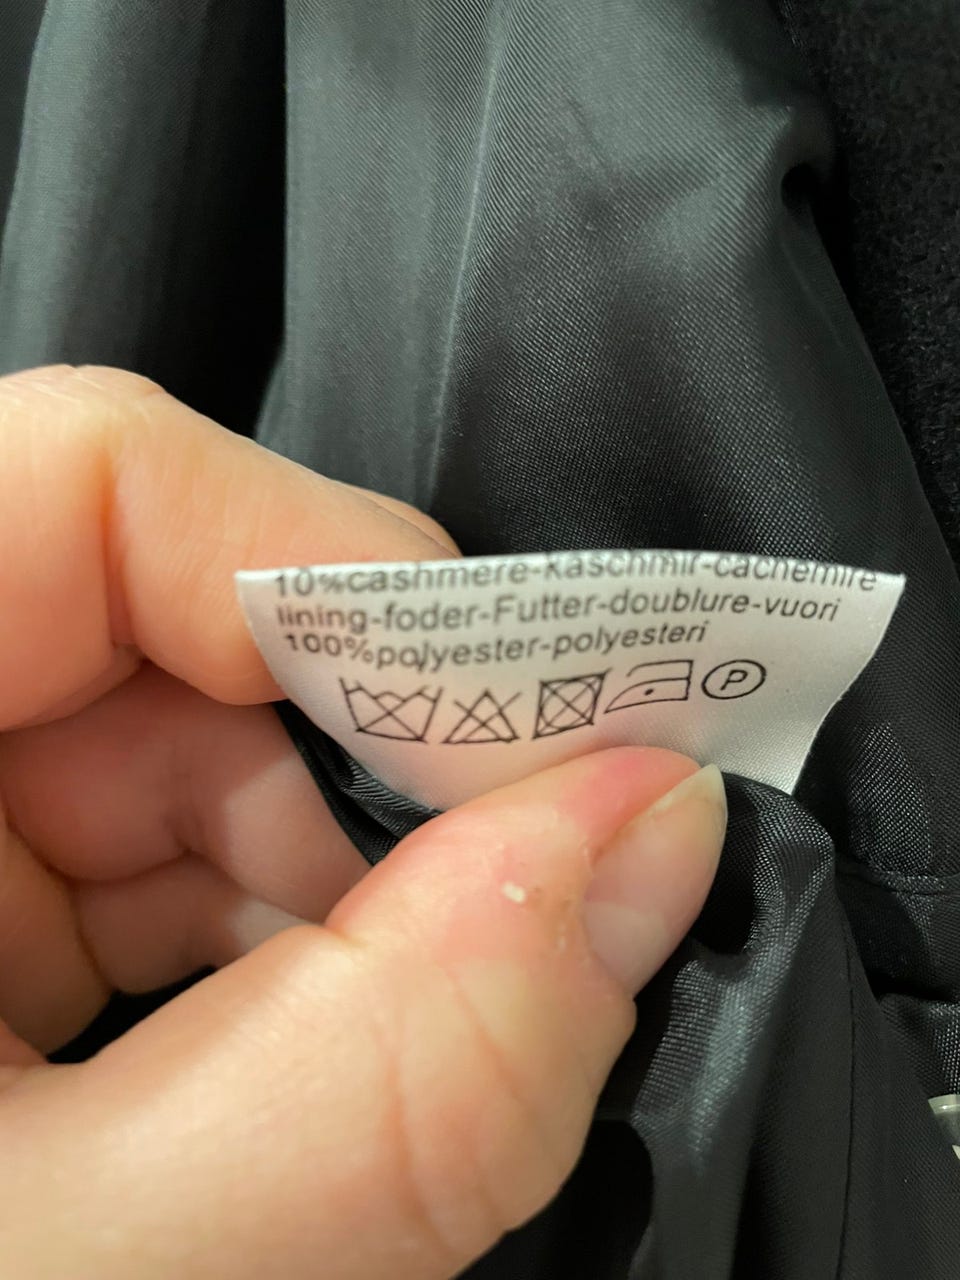 10%cashmere-kaschmir-cachemire
lining-foder-Futter-doublure-vuori
100%polyester-polyesteri
P